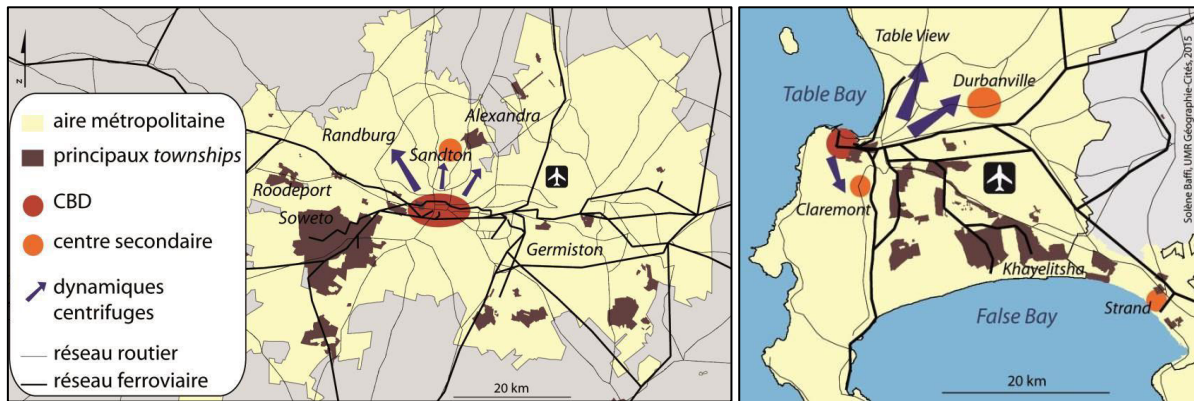 N
aire métropolitaine
principaux townships
CBD
centre secondaire
dynamiques
centrifuges
réseau routier
réseau ferroviaire
Randburg
Alexandra
Sandton
Roodeport
Soweto
Germiston
20 km
Table View
Durbanville
Table Bay
Claremont
Khayelitsha
Strand
False Bay
20 km
Solène Baffi, UMR Géographie-Cités, 2015